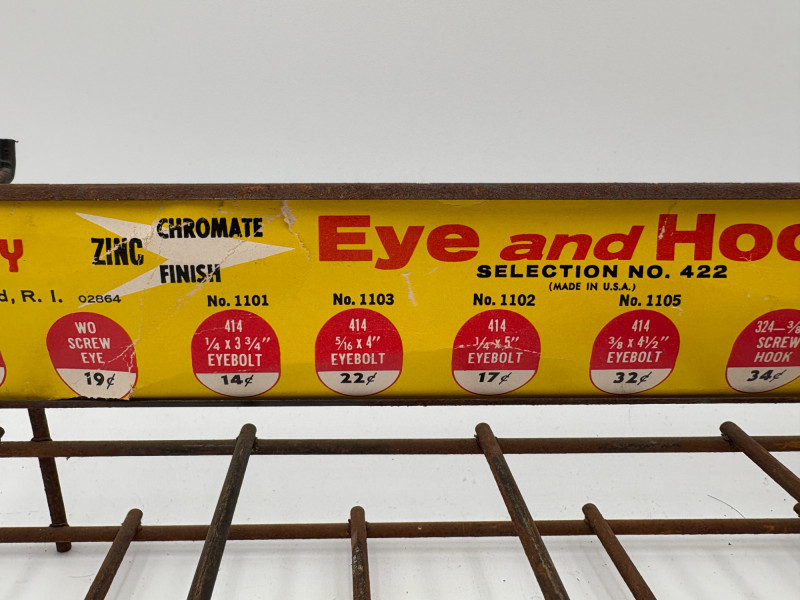 Y
d, R. I. 02864
ZINC CHROMATE
FINISH
Eye and Hoo
SELECTION NO. 422
(MADE IN U.S.A.)
WO
SCREW
EYE
19¢
No. 1101
414
1/4 x 3 3/4"
EYEBOLT
14¢
No. 1103
414
5/16 x 4"
EYEBOLT
22¢
No. 1102
414
1/4 x 5"
EYEBOLT
17¢
No. 1105
414
3/8 x 4 1/2"
EYEBOLT
32¢
324—3/8
SCREW
HOOK
34¢